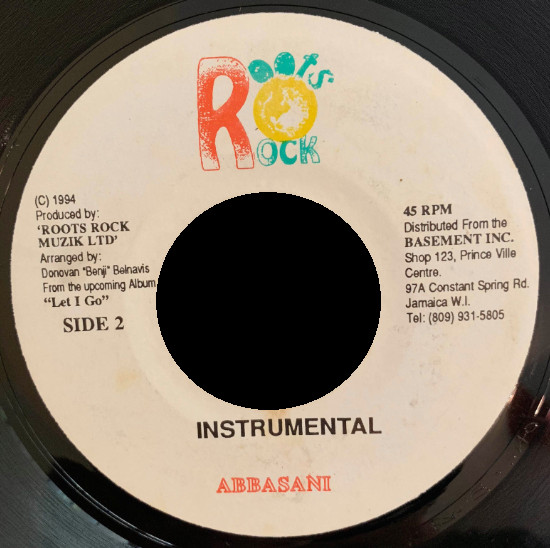 Roots
Rock
(C) 1994
Produced by:
'ROOTS ROCK
MUZIK LTD'
Arranged by:
Donovan "Benji" Belnavis
From the upcoming Album
"Let I Go"
SIDE 2
45 RPM
Distributed From the
BASEMENT INC.
Shop 123, Prince Ville
Centre.
97A Constant Spring Rd.
Jamaica W.I.
Tel: (809) 931-5805
INSTRUMENTAL
ABBASANI